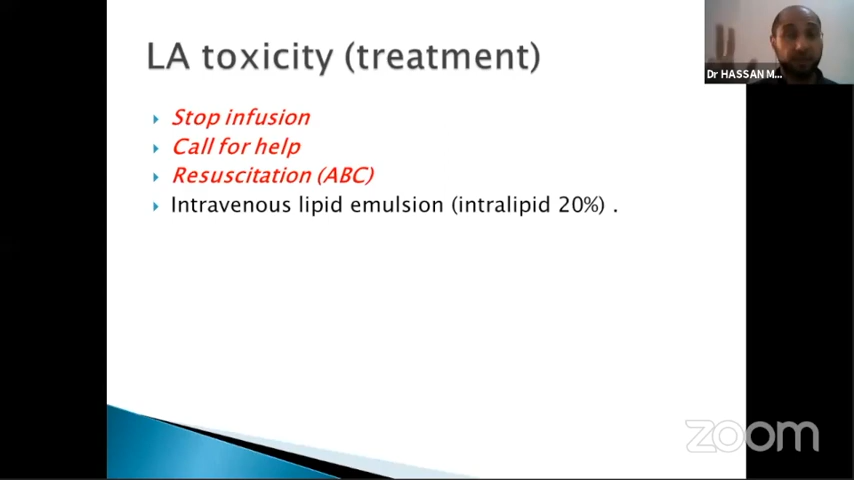 LA toxicity (treatment)
Stop infusion
Call for help
Resuscitation (ABC)
Intravenous lipid emulsion (intralipid 20%) .
Dr HASSAN M...
zoom